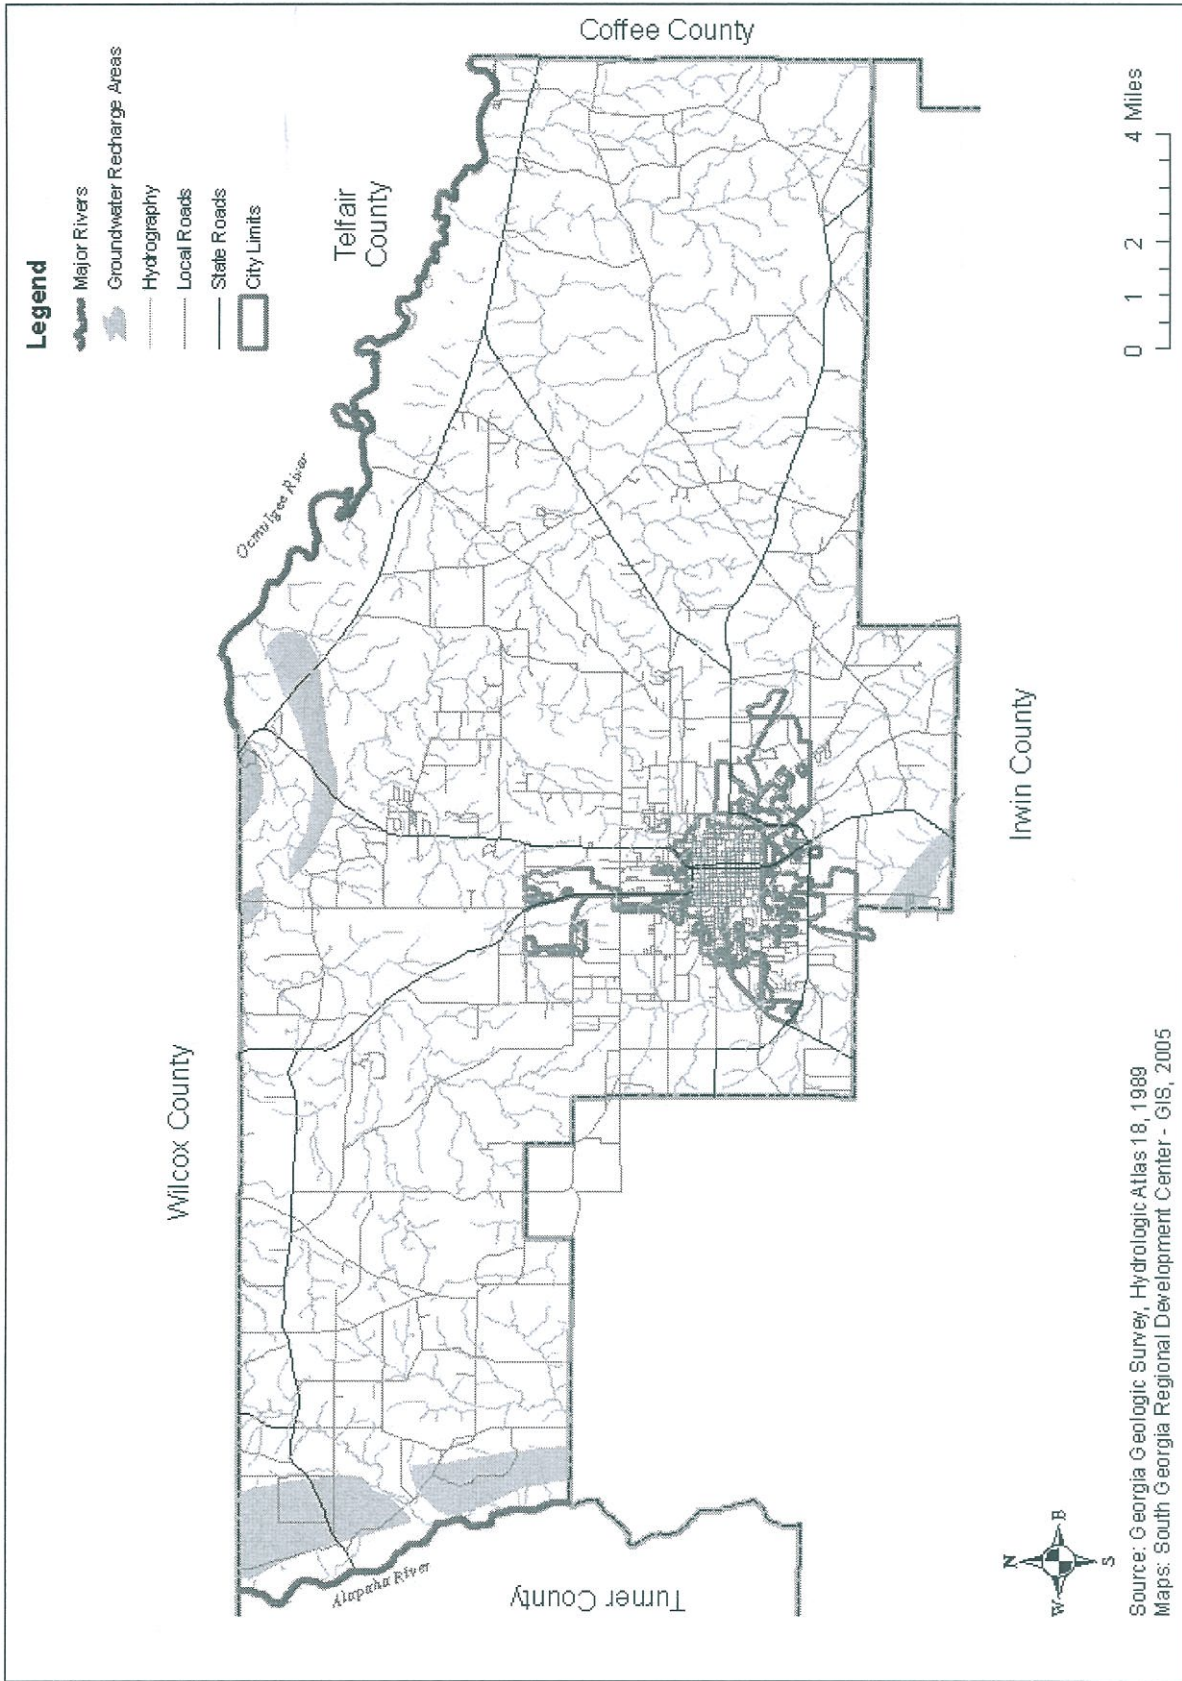 Legend
Major Rivers
Groundwater Recharge Areas
Hydrography
Local Roads
State Roads
City Limits
Coffee County
Telfair
County
Ocmulgee River
Wilcox County
Irwin County
Alapaha River
Turner County
N
W
E
S
0 1 2 4 Miles
Source: Georgia Geologic Survey, Hydrologic Atlas 18, 1989
Maps: South Georgia Regional Development Center - GIS, 2005